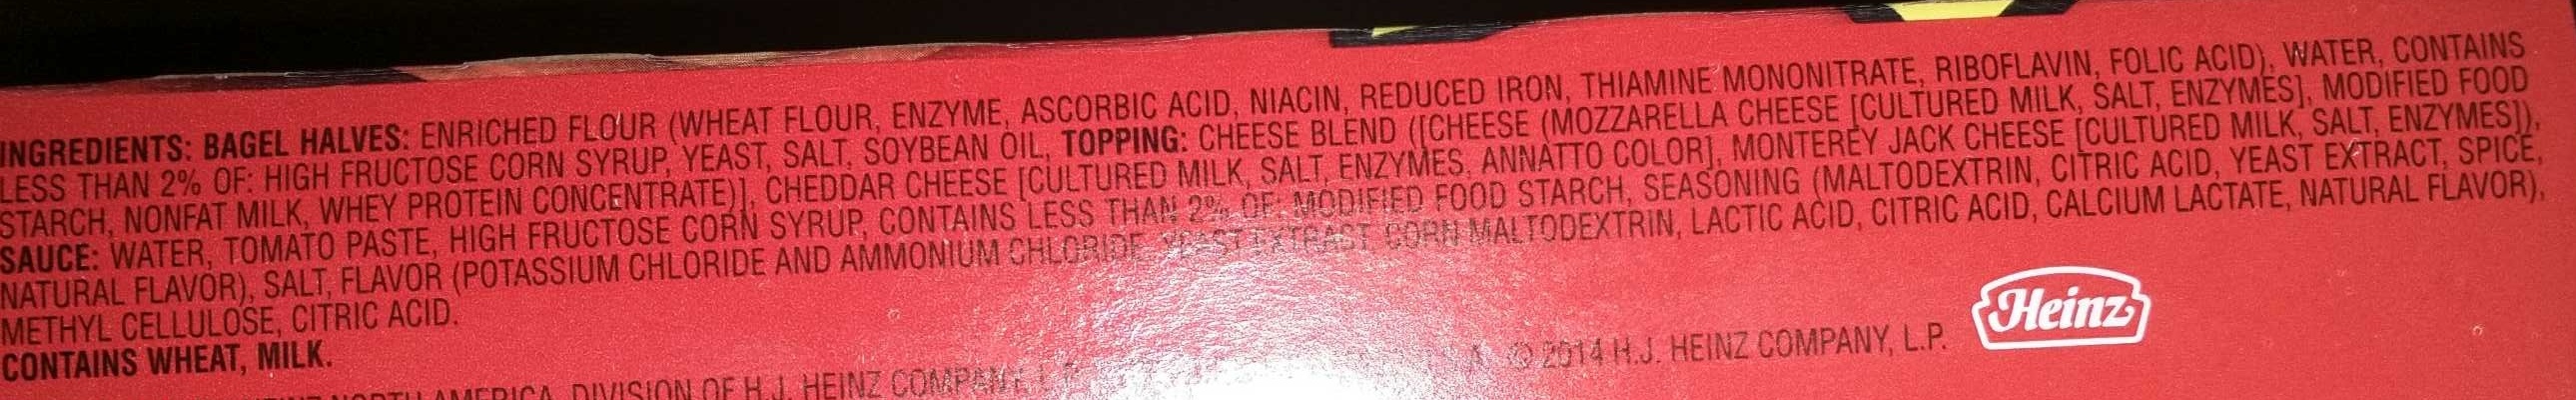 INGREDIENTS: BAGEL HALVES: ENRICHED FLOUR (WHEAT FLOUR, ENZYME, ASCORBIC ACID, NIACIN, REDUCED IRON, THIAMINE MONONITRATE, RIBOFLAVIN, FOLIC ACID), WATER, CONTAINS
LESS THAN 2% OF: HIGH FRUCTOSE CORN SYRUP, YEAST, SALT, SOYBEAN OIL, TOPPING: CHEESE BLEND ([CHEESE (MOZZARELLA CHEESE [CULTURED MILK, SALT, ENZYMES], MODIFIED FOOD
STARCH, NONFAT MILK, WHEY PROTEIN CONCENTRATE)], CHEDDAR CHEESE [CULTURED MILK, SALT, ENZYMES, ANNATTO COLOR], MONTEREY JACK CHEESE [CULTURED MILK, SALT, ENZYMES]),
SAUCE: WATER, TOMATO PASTE, HIGH FRUCTOSE CORN SYRUP, CONTAINS LESS THAN 2% OF: MODIFIED FOOD STARCH, SEASONING (MALTODEXTRIN, CITRIC ACID, YEAST EXTRACT, SPICE,
NATURAL FLAVOR), SALT, FLAVOR (POTASSIUM CHLORIDE AND AMMONIUM CHLORIDE, YEAST EXTRAST, CORN MALTODEXTRIN, LACTIC ACID, CITRIC ACID, CALCIUM LACTATE, NATURAL FLAVOR),
METHYL CELLULOSE, CITRIC ACID.
CONTAINS WHEAT, MILK.
NORTH AMERICA, DIVISION OF H.J. HEINZ COMPANY, L.P. © 2014 H.J. HEINZ COMPANY, L.P.
Heinz